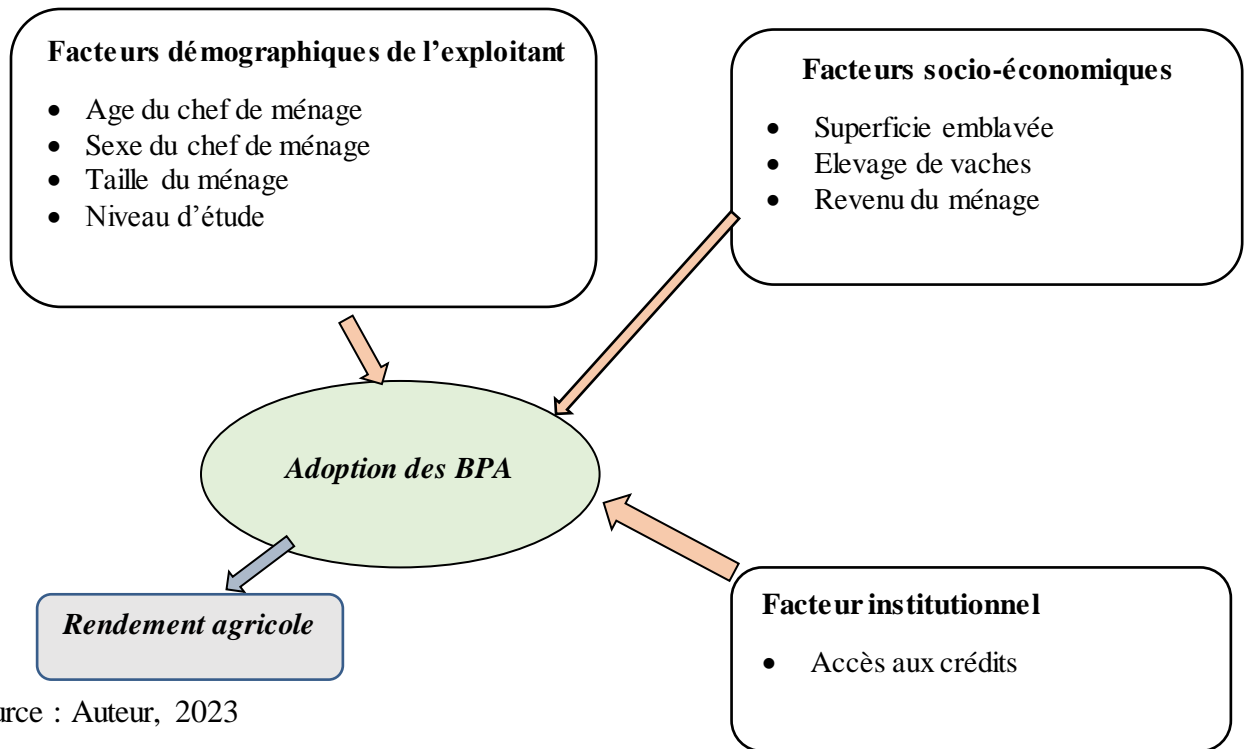 Facteurs démographiques de l'exploitant
• Age du chef de ménage
• Sexe du chef de ménage
• Taille du ménage
• Niveau d'étude
Facteurs socio-économiques
• Superficie emblavée
• Elevage de vaches
• Revenu du ménage
Adoption des BPA
Rendement agricole
Facteur institutionnel
• Accès aux crédits
urce : Auteur, 2023